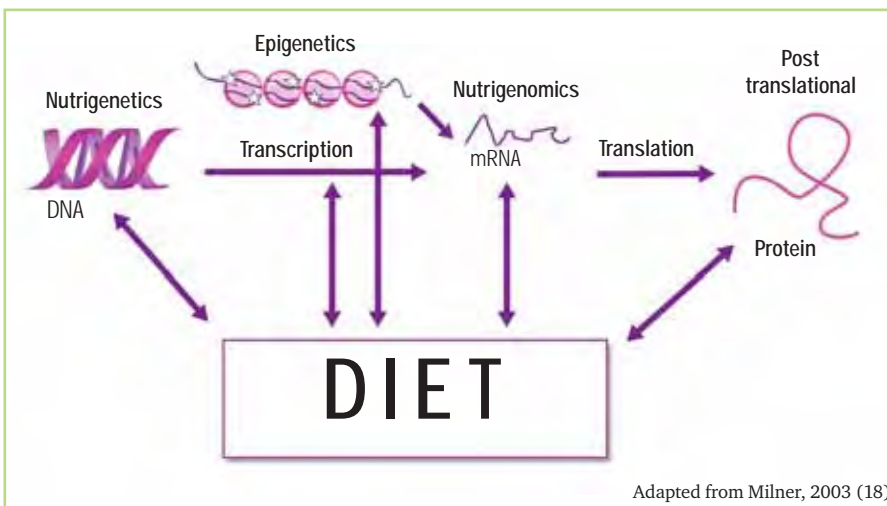 Epigenetics
Post
translational
Nutrigenetics
Nutrigenomics
Transcription
mRNA
Translation
DNA
Protein
DIET
Adapted from Milner, 2003 (18)